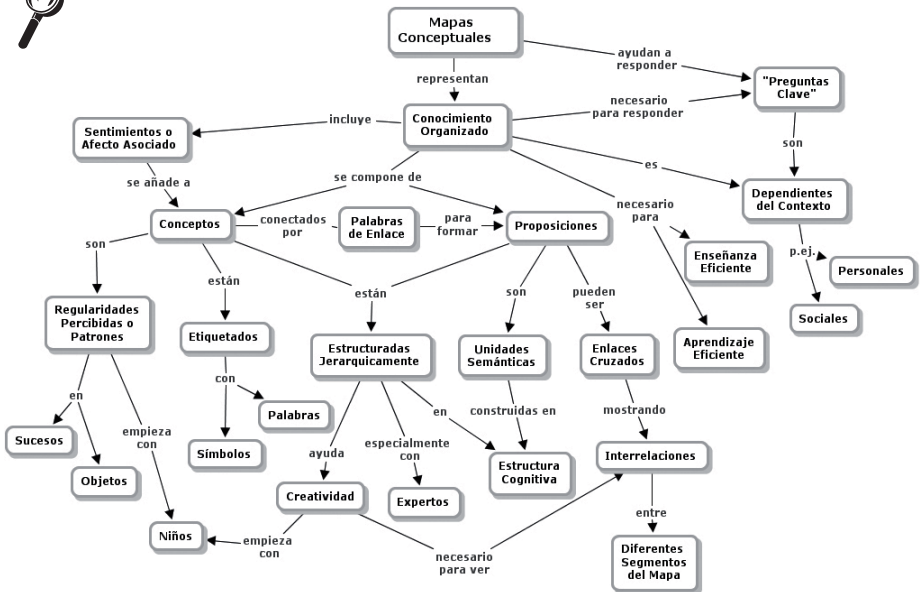 Mapas
Conceptuales
ayudan a
responder
representan
"Preguntas
Clave"
necesario
para responder
Conocimiento
Organizado
incluye
Sentimientos o
Afecto Asociado
son
es
se compone de
se añade a
Dependientes
del Contexto
necesario
para
Conceptos
conectados
por
Palabras
de Enlace
para
formar
Proposiciones
son
p.ej.
Enseñanza
Eficiente
Personales
están
están
son
pueden
ser
Regularidades
Percibidas o
Patrones
Sociales
Etiquetados
Estructuradas
Jerarquicamente
Unidades
Semánticas
Enlaces
Cruzados
Aprendizaje
Eficiente
con
en
Palabras
en
construidas en
mostrando
empieza
con
Sucesos
Símbolos
ayuda
especialmente
con
Interrelaciones
Objetos
Estructura
Cognitiva
Creatividad
Expertos
entre
Niños
empieza
con
necesario
para ver
Diferentes
Segmentos
del Mapa